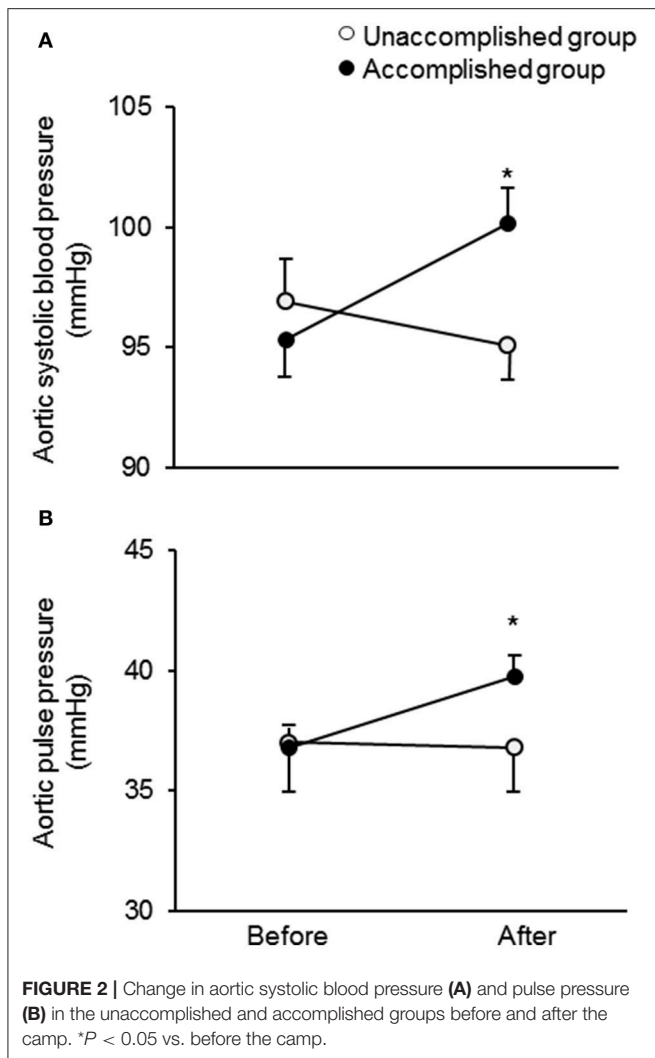 A
○ Unaccomplished group
● Accomplished group
Aortic systolic blood pressure
(mmHg)
105
100
95
90
*
B
Aortic pulse pressure
(mmHg)
45
40
35
30
*
Before After
FIGURE 2 | Change in aortic systolic blood pressure (A) and pulse pressure
(B) in the unaccomplished and accomplished groups before and after the
camp. *P < 0.05 vs. before the camp.